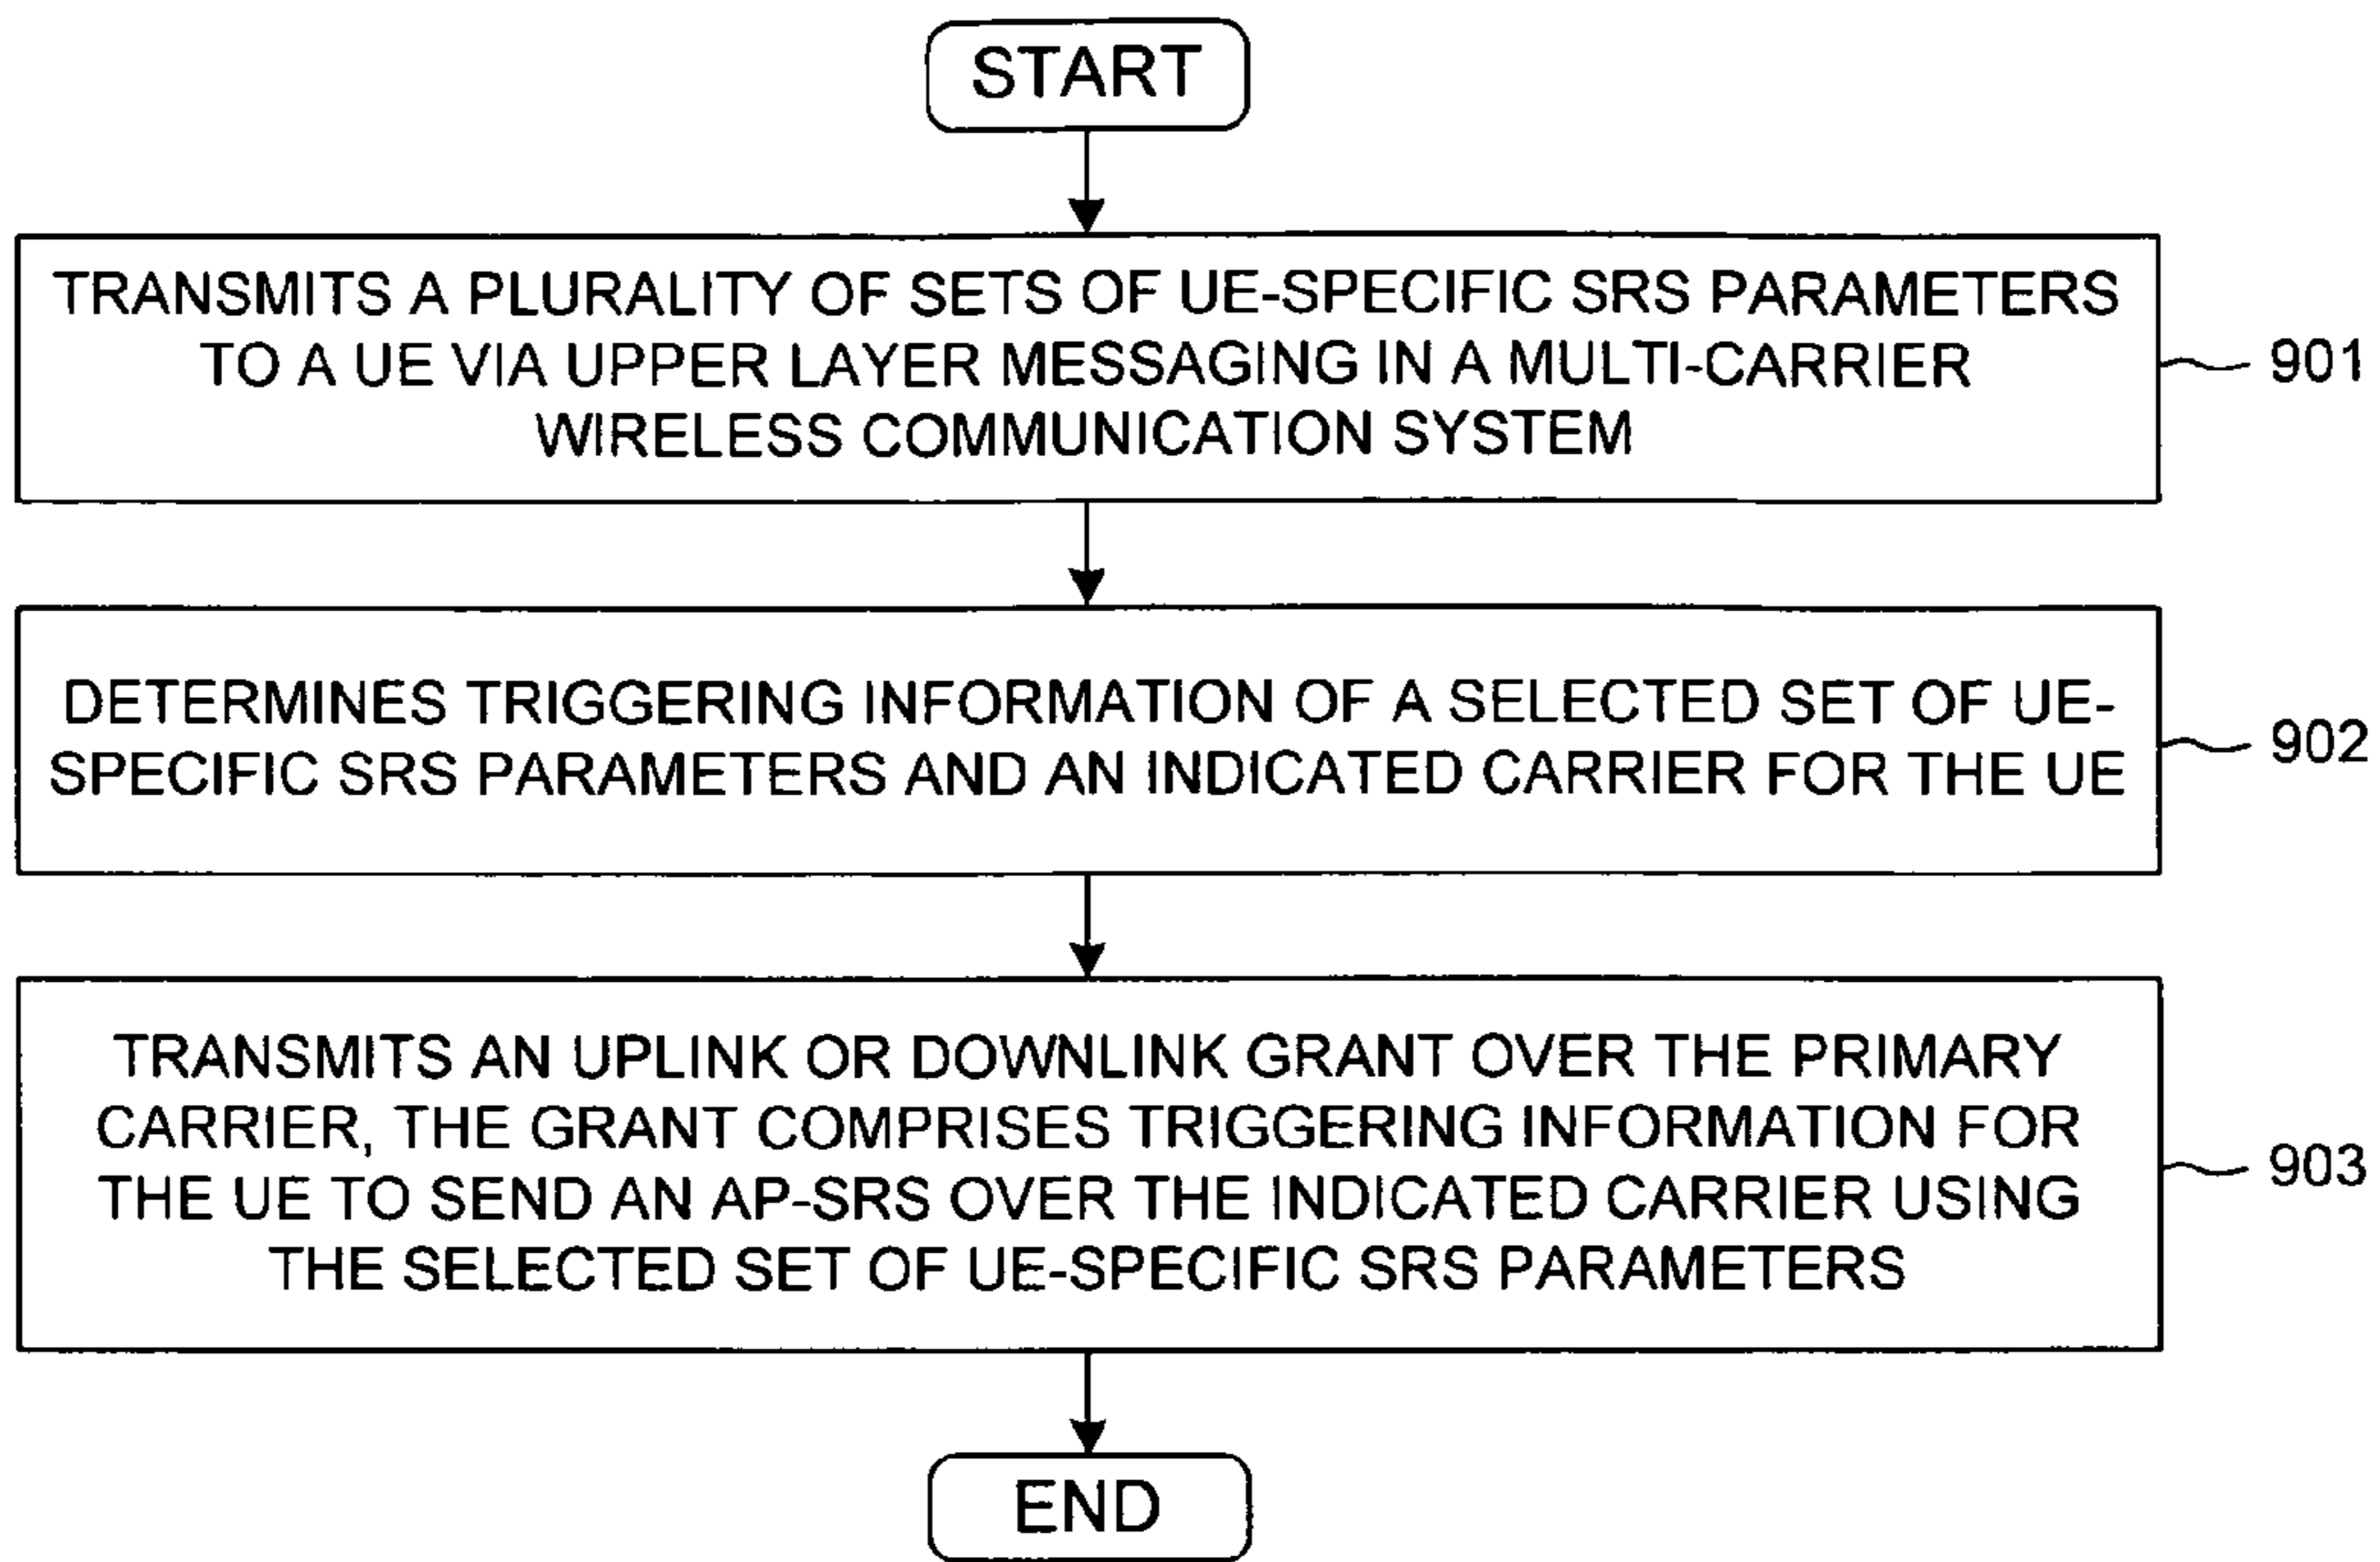 START
TRANSMITS A PLURALITY OF SETS OF UE-SPECIFIC SRS PARAMETERS
TO A UE VIA UPPER LAYER MESSAGING IN A MULTI-CARRIER
WIRELESS COMMUNICATION SYSTEM
901
DETERMINES TRIGGERING INFORMATION OF A SELECTED SET OF UE-
SPECIFIC SRS PARAMETERS AND AN INDICATED CARRIER FOR THE UE
902
TRANSMITS AN UPLINK OR DOWNLINK GRANT OVER THE PRIMARY
CARRIER, THE GRANT COMPRISES TRIGGERING INFORMATION FOR
THE UE TO SEND AN AP-SRS OVER THE INDICATED CARRIER USING
THE SELECTED SET OF UE-SPECIFIC SRS PARAMETERS
903
END